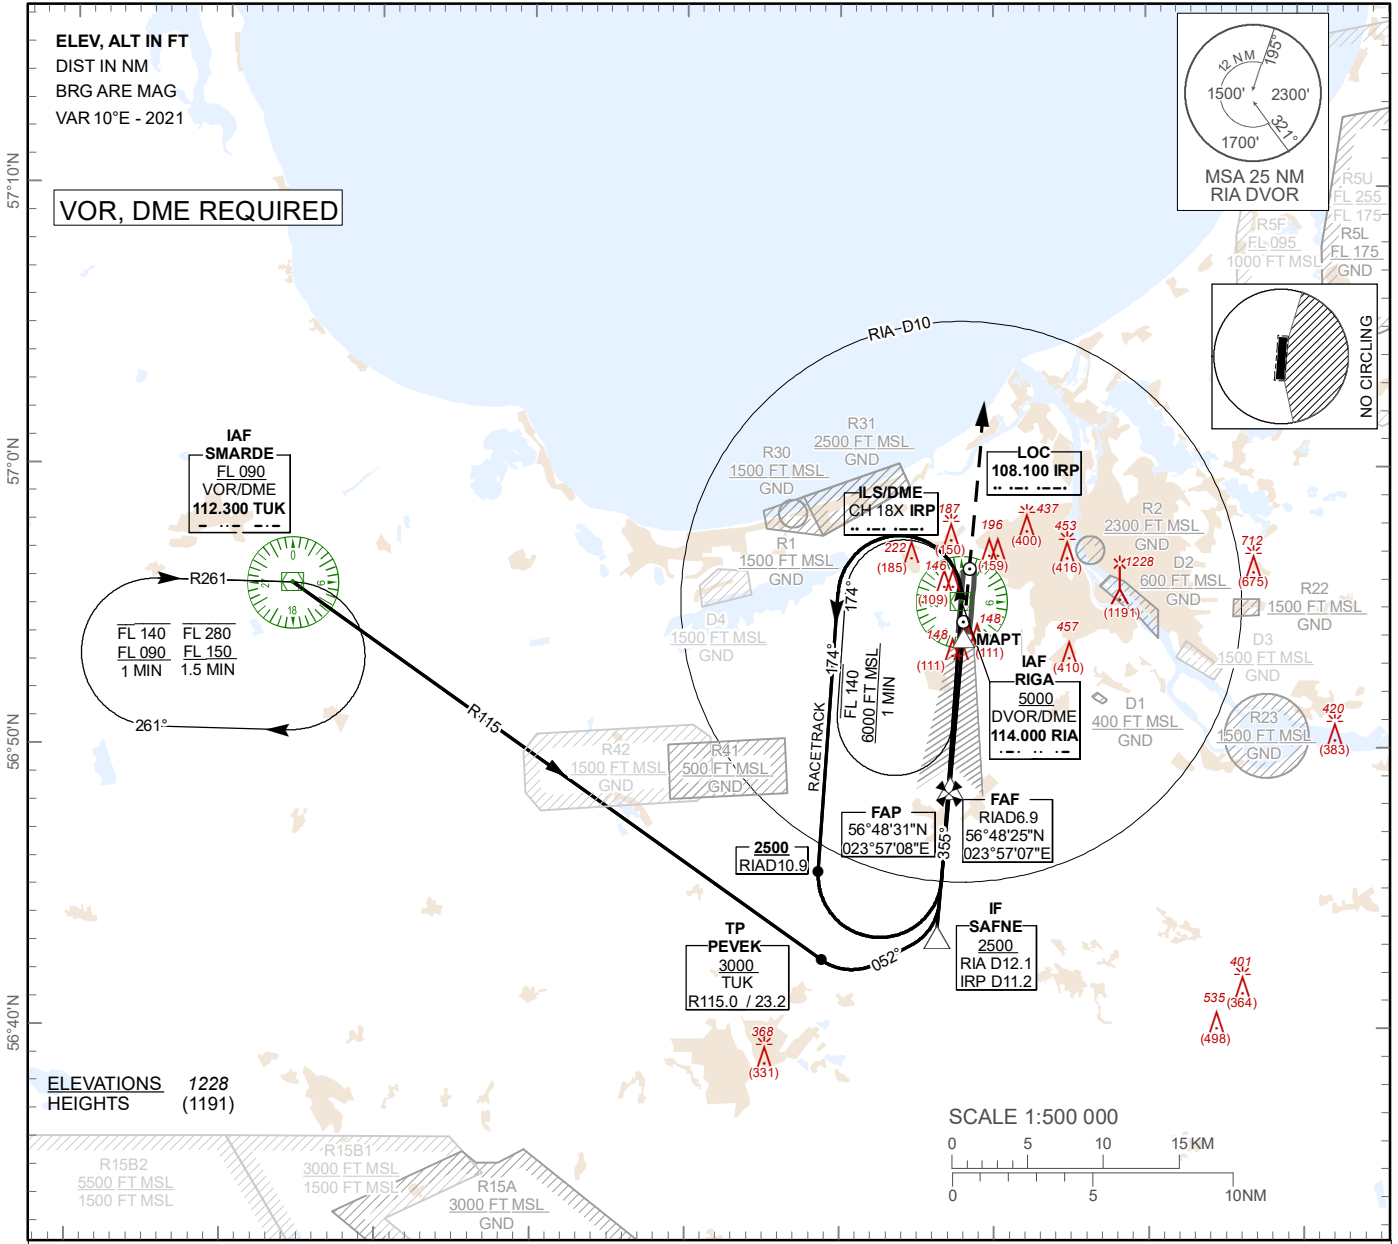 ELEV, ALT IN FT
DIST IN NM
BRG ARE MAG
VAR 10°E - 2021
VOR, DME REQUIRED
12 NM
195°
1500'
2300'
321°
1700'
MSA 25 NM
RIA DVOR
R5U
FL 255
FL 175
R5L
FL 175
GND
R5F
FL 095
1000 FT MSL
NO CIRCLING
57°10'N
57°0'N
56°50'N
56°40'N
RIA D10
IAF
SMARDE
FL 090
VOR/DME
112.300 TUK
0
9
18
27
R261
FL 140
FL 090
1 MIN
FL 280
FL 150
1.5 MIN
261°
R115
R31
2500 FT MSL
GND
R30
1500 FT MSL
GND
R1
1500 FT MSL
GND
D4
1500 FT MSL
GND
ILS/DME
CH 18X IRP
LOC
108.100 IRP
187
(150)
222
(185)
146
(109)
196
(159)
437
(400)
453
(416)
1228
(1191)
712
(675)
148
(111)
148
(111)
457
(410)
420
(383)
R2
2300 FT MSL
GND
D2
600 FT MSL
GND
R22
1500 FT MSL
GND
D3
1500 FT MSL
GND
D1
400 FT MSL
GND
R23
1500 FT MSL
GND
9
MAPT
IAF
RIGA
5000
DVOR/DME
114.000 RIA
174°
174°
RACETRACK
FL 140
6000 FT MSL
1 MIN
R42
1500 FT MSL
GND
R41
500 FT MSL
GND
FAP
56°48'31"N
023°57'08"E
355°
FAF
RIAD6.9
56°48'25"N
023°57'07"E
2500
RIAD10.9
TP
PEVEK
3000
TUK
R115.0 / 23.2
052°
IF
SAFNE
2500
RIA D12.1
IRP D11.2
401
(364)
535
(498)
368
(331)
ELEVATIONS 1228
HEIGHTS (1191)
R15B2
5500 FT MSL
1500 FT MSL
R15B1
3000 FT MSL
1500 FT MSL
R15A
3000 FT MSL
GND
SCALE 1:500 000
0 5 10 15 KM
0 5 10NM